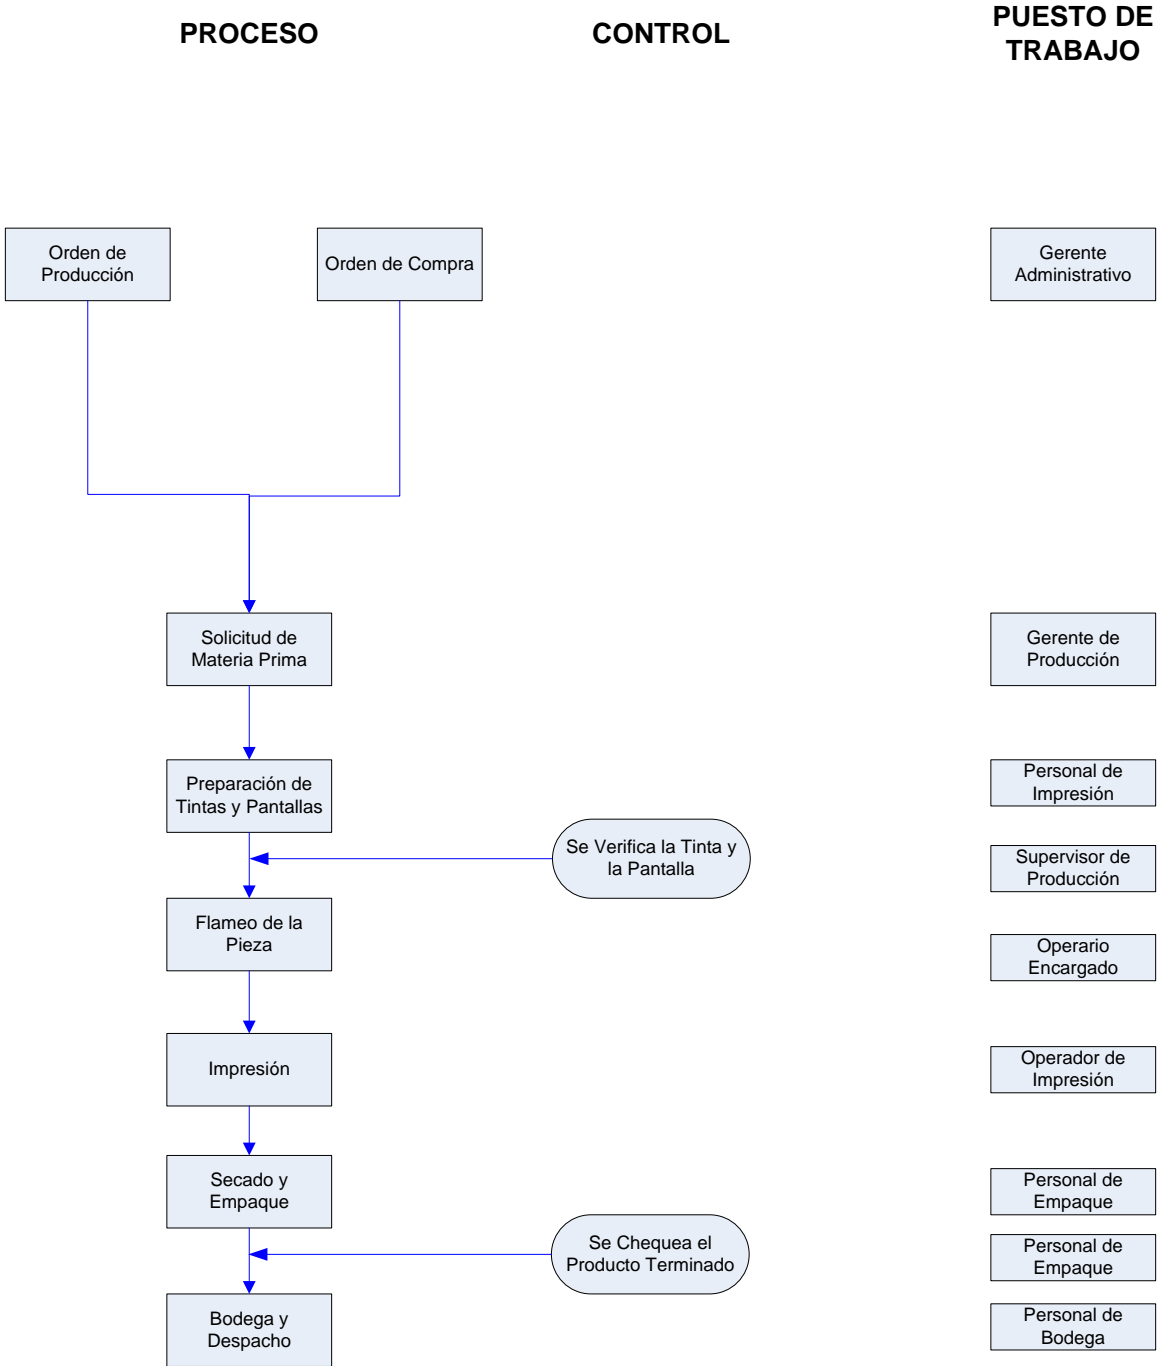 PROCESO
CONTROL
PUESTO DE
TRABAJO
Orden de
Producción
Orden de Compra
Gerente
Administrativo
Solicitud de
Materia Prima
Gerente de
Producción
Preparación de
Tintas y Pantallas
Personal de
Impresión
Se Verifica la Tinta y
la Pantalla
Supervisor de
Producción
Flameo de la
Pieza
Operario
Encargado
Impresión
Operador de
Impresión
Secado y
Empaque
Personal de
Empaque
Se Chequea el
Producto Terminado
Personal de
Empaque
Bodega y
Despacho
Personal de
Bodega